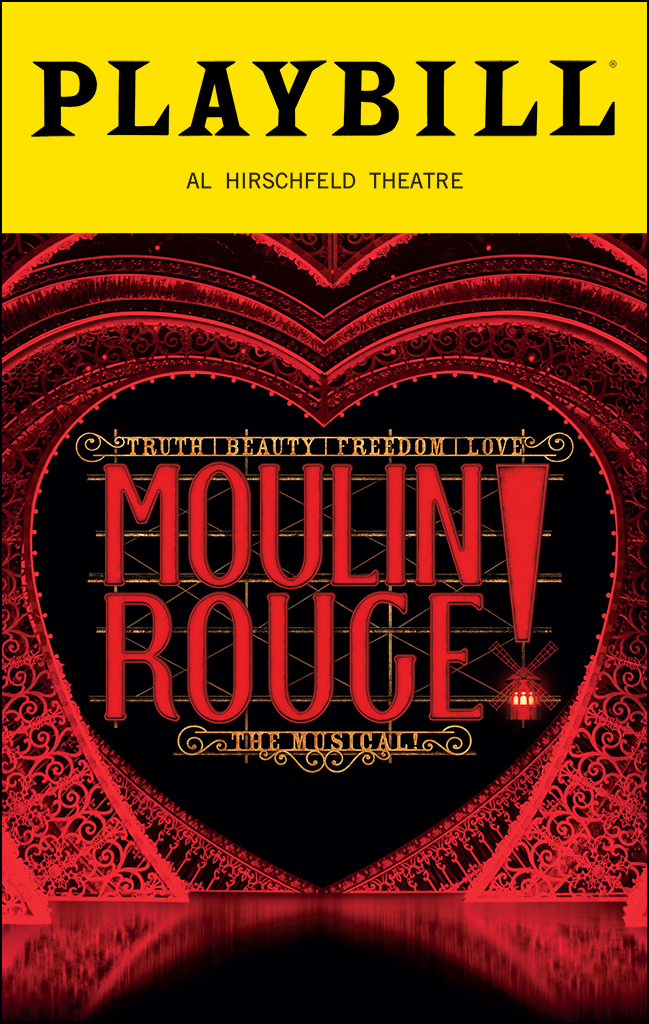 PLAYBILL®
AL HIRSCHFELD THEATRE
TRUTH | BEAUTY | FREEDOM | LOVE
MOULIN
ROUGE!
THE MUSICAL!